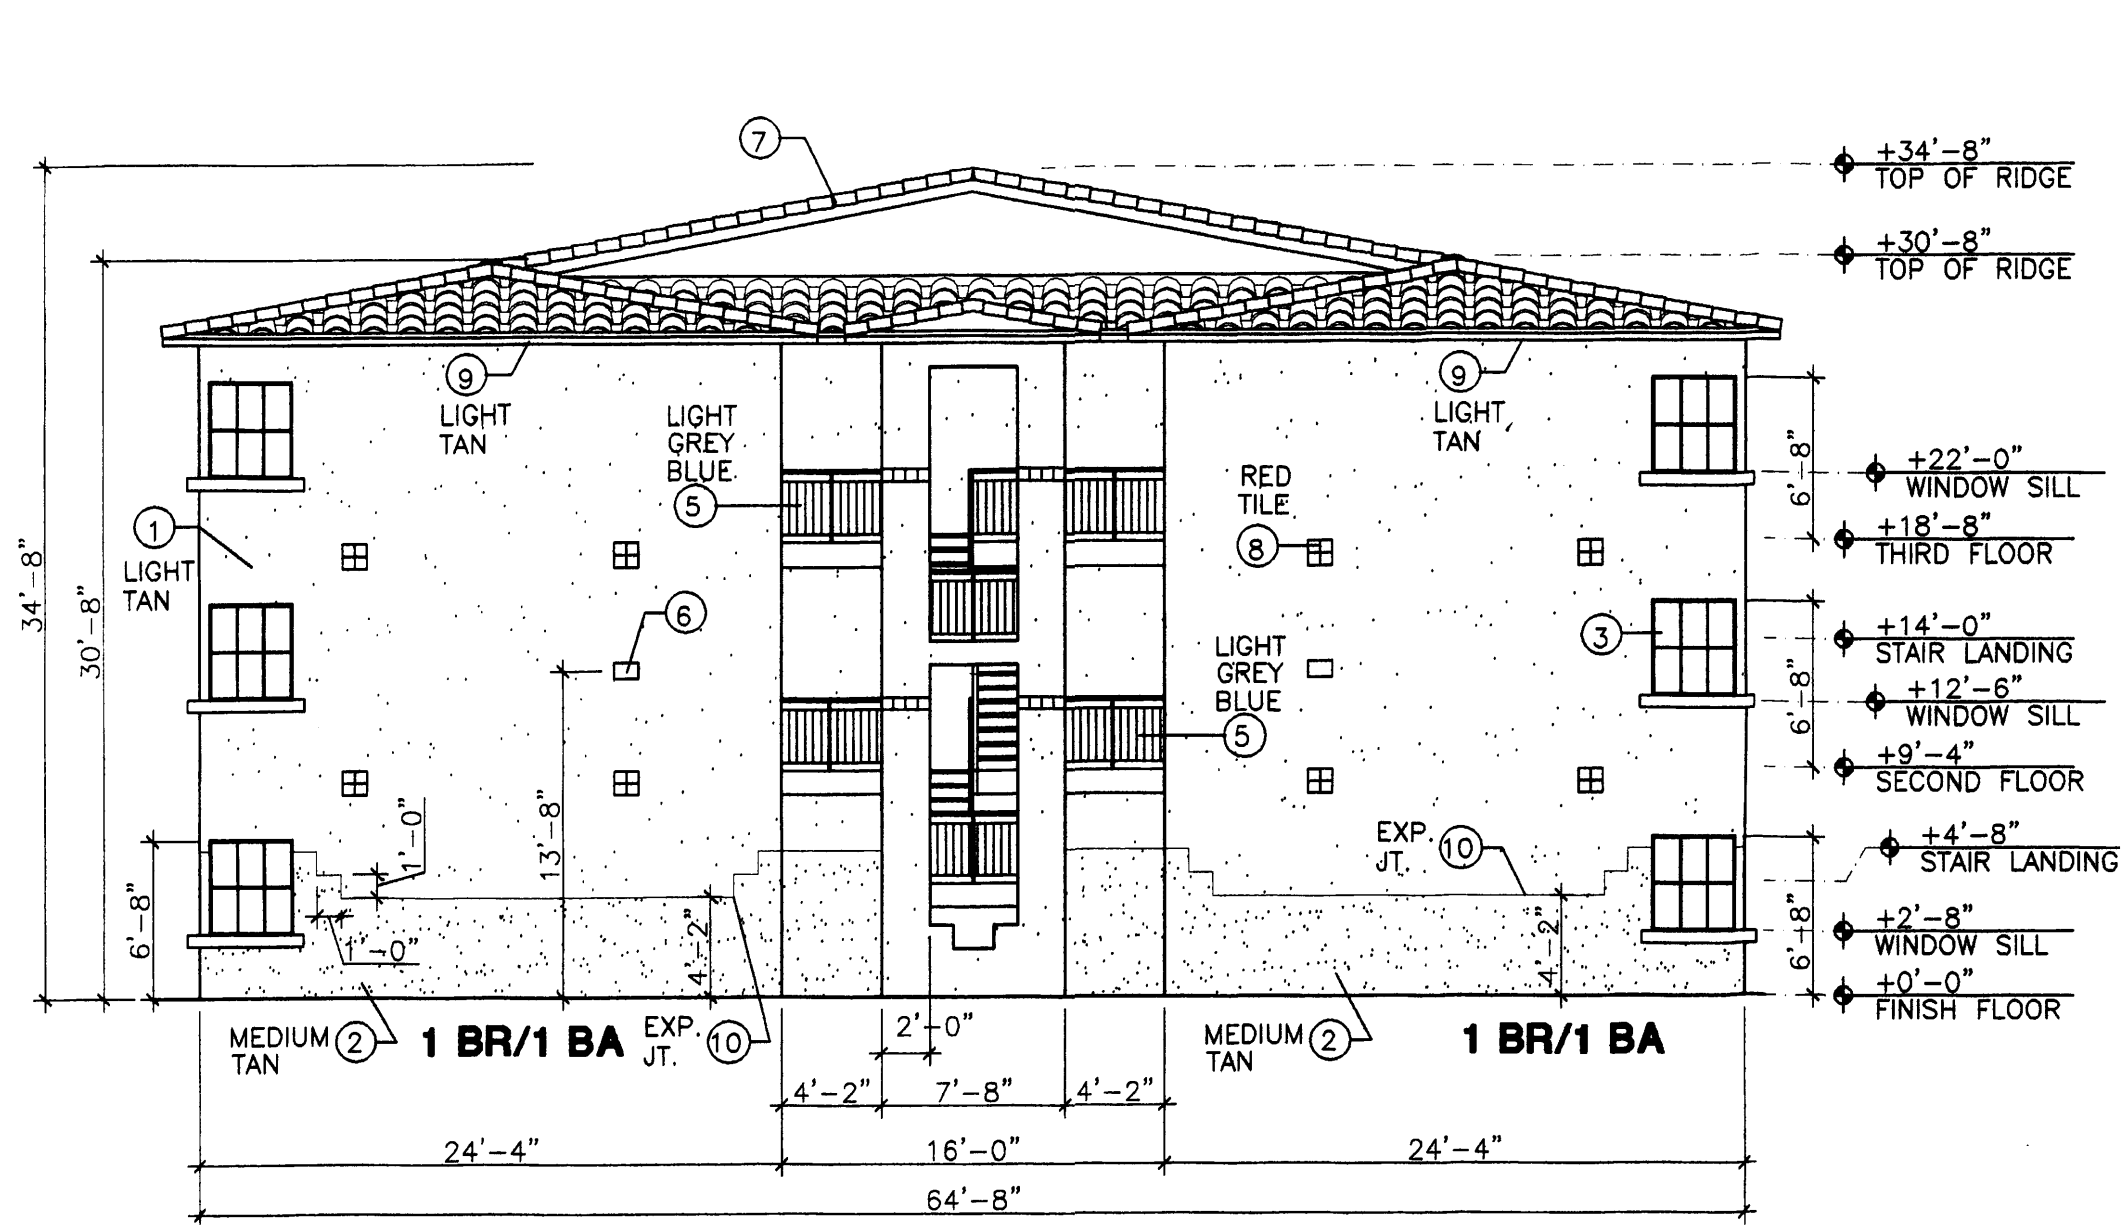 7
+34'-8"
TOP OF RIDGE
+30'-8"
TOP OF RIDGE
9
LIGHT
TAN
LIGHT
GREY
BLUE
5
9
LIGHT
TAN
6'-8"
+22'-0"
WINDOW SILL
RED
TILE
8
1
LIGHT
TAN
+18'-8"
THIRD FLOOR
34'-8"
30'-8"
6
3
LIGHT
GREY
BLUE
5
+14'-0"
STAIR LANDING
6'-8"
+12'-6"
WINDOW SILL
+9'-4"
SECOND FLOOR
1'-0"
13'-8"
EXP.
JT.
10
+4'-8"
STAIR LANDING
6'-8"
1'-0"
4'-2"
4'-2"
6'-8"
+2'-8"
WINDOW SILL
+0'-0"
FINISH FLOOR
MEDIUM
TAN
2
1 BR/1 BA
EXP.
JT.
10
2'-0"
MEDIUM
TAN
2
1 BR/1 BA
4'-2"
7'-8"
4'-2"
24'-4"
16'-0"
24'-4"
64'-8"